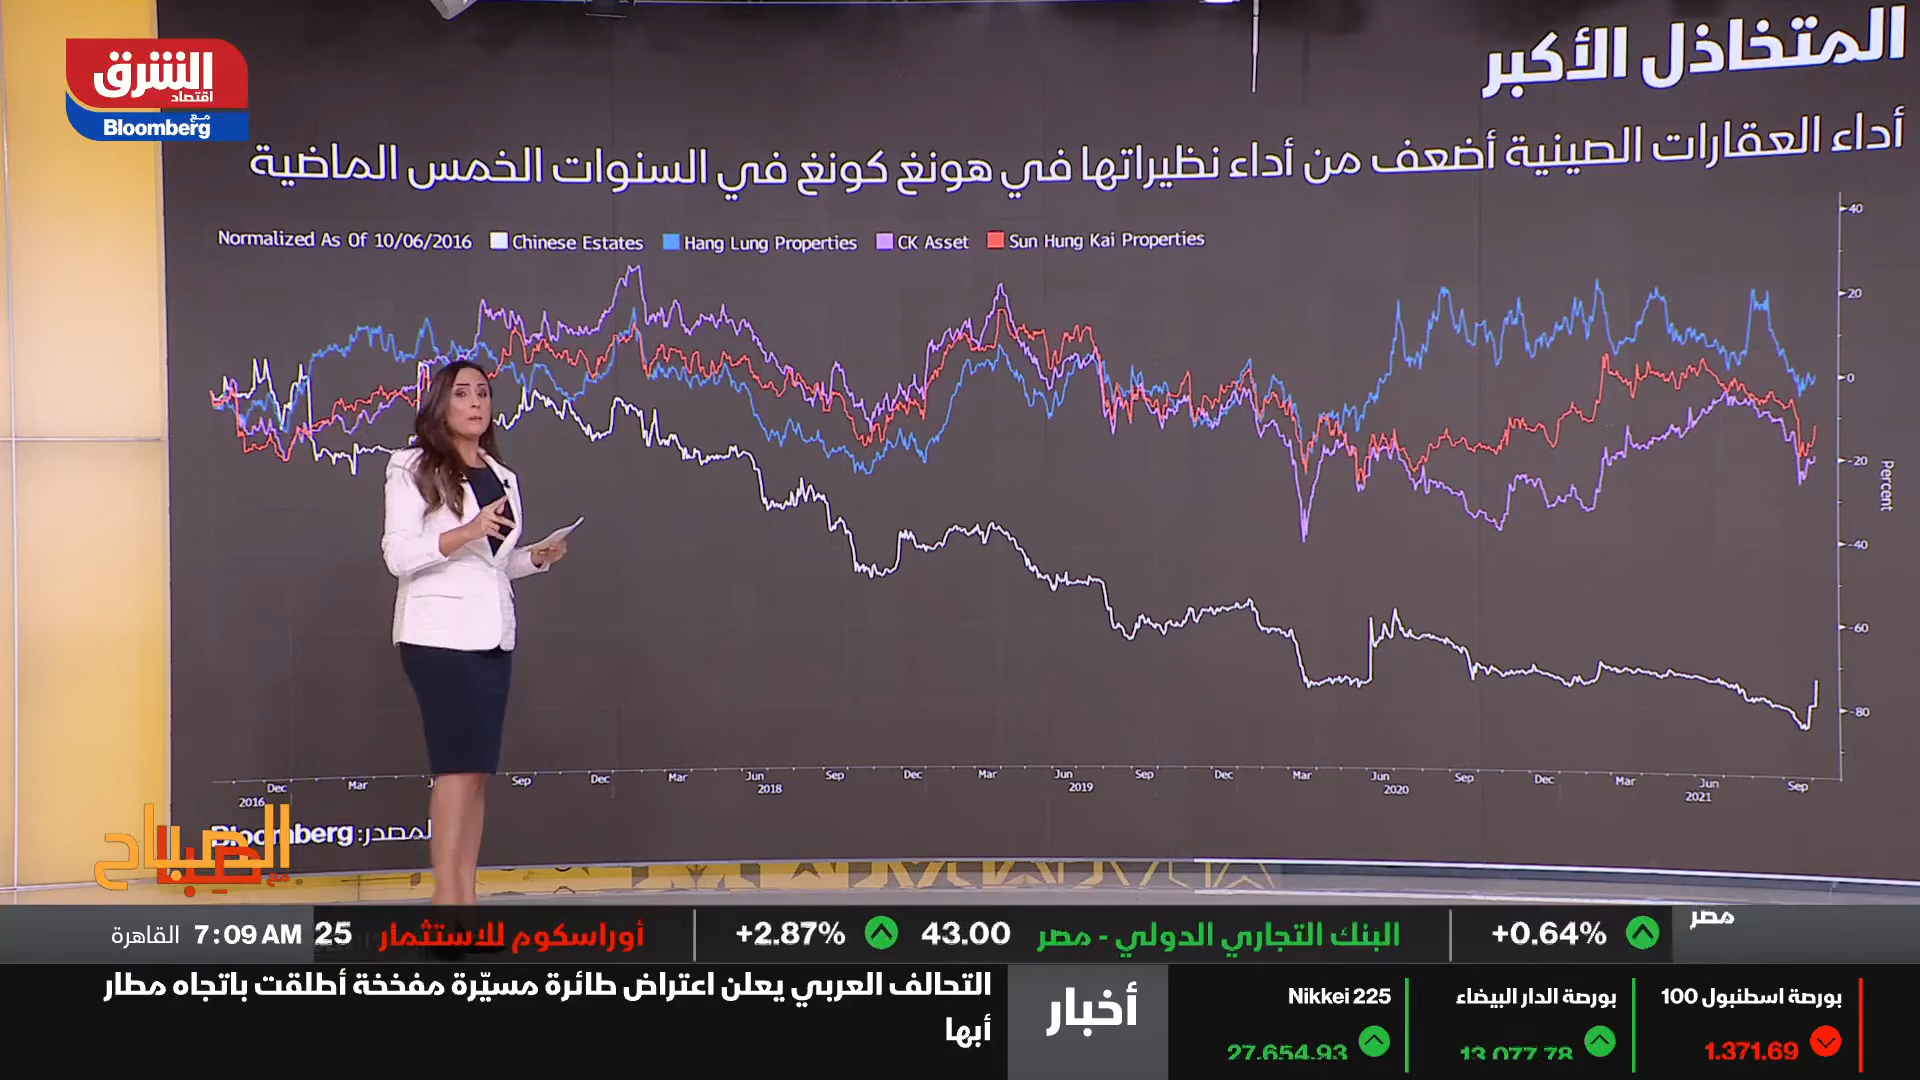 المتخاذل الأكبر
الشرق
اقتصاد
مع
Bloomberg
أداء العقارات الصينية أضعف من أداء نظيراتها في هونغ كونغ في السنوات الخمس الماضية
Normalized As Of 10/06/2016 Chinese Estates Hang Lung Properties CK Asset Sun Hung Kai Properties
40
20
0
-20
-40
-60
-80
Percent
Dec Mar Sep Dec Mar Jun Sep Dec Mar Jun Sep Dec Mar Jun Sep Dec Mar Jun Sep
2016 2018 2019 2020 2021
المصدر: Bloomberg
الصباح
مع
مصر
+0.64%
البنك التجاري الدولي - مصر 43.00 +2.87%
أوراسكوم للاستثمار 25
7:09 AM القاهرة
بورصة اسطنبول 100
1.371.69
بورصة الدار البيضاء
13.077.78
Nikkei 225
27.654.93
أخبار
التحالف العربي يعلن اعتراض طائرة مسيّرة مفخخة أطلقت باتجاه مطار
أبها